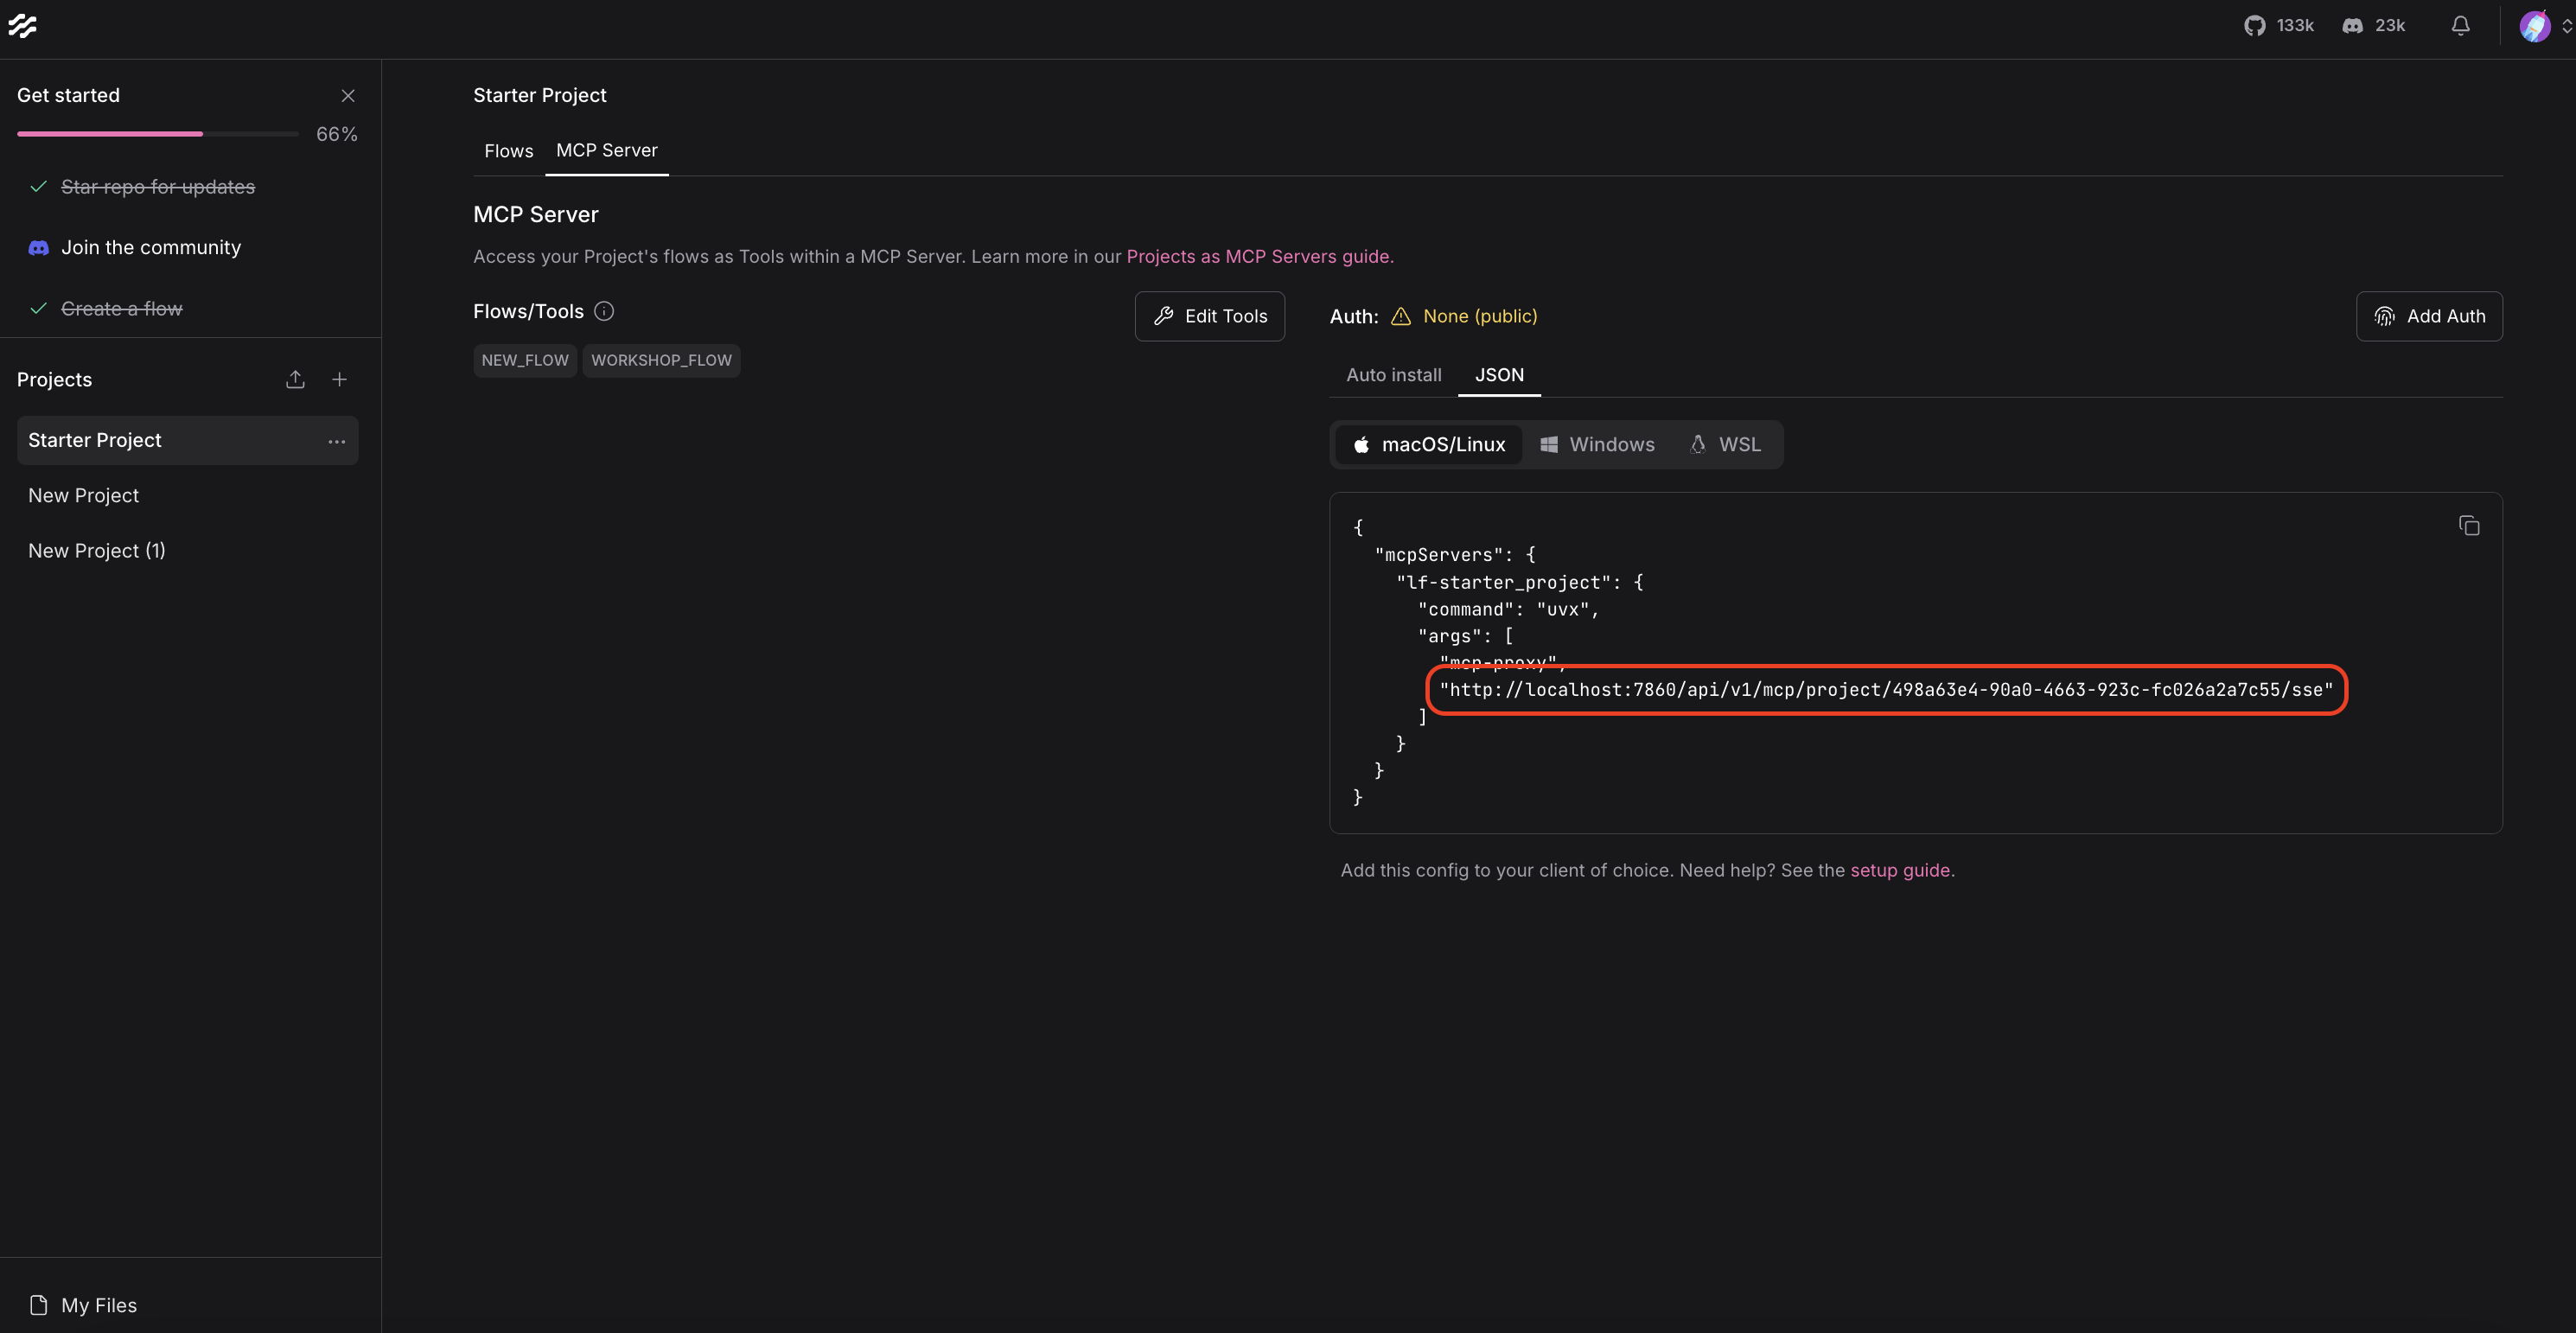 133k
23k
Get started
66%
Star repo for updates
Join the community
Create a flow
Projects
Starter Project
New Project
New Project (1)
My Files
Starter Project
Flows
MCP Server
MCP Server
Access your Project's flows as Tools within a MCP Server. Learn more in our Projects as MCP Servers guide.
Flows/Tools
Edit Tools
NEW_FLOW
WORKSHOP_FLOW
Auth: None (public)
Add Auth
Auto install
JSON
macOS/Linux
Windows
WSL
{
"mcpServers": {
"lf-starter_project": {
"command": "uvx",
"args": [
"mcp-proxy",
"http://localhost:7860/api/v1/mcp/project/498a63e4-90a0-4663-923c-fc026a2a7c55/sse"
]
}
}
}
Add this config to your client of choice. Need help? See the setup guide.